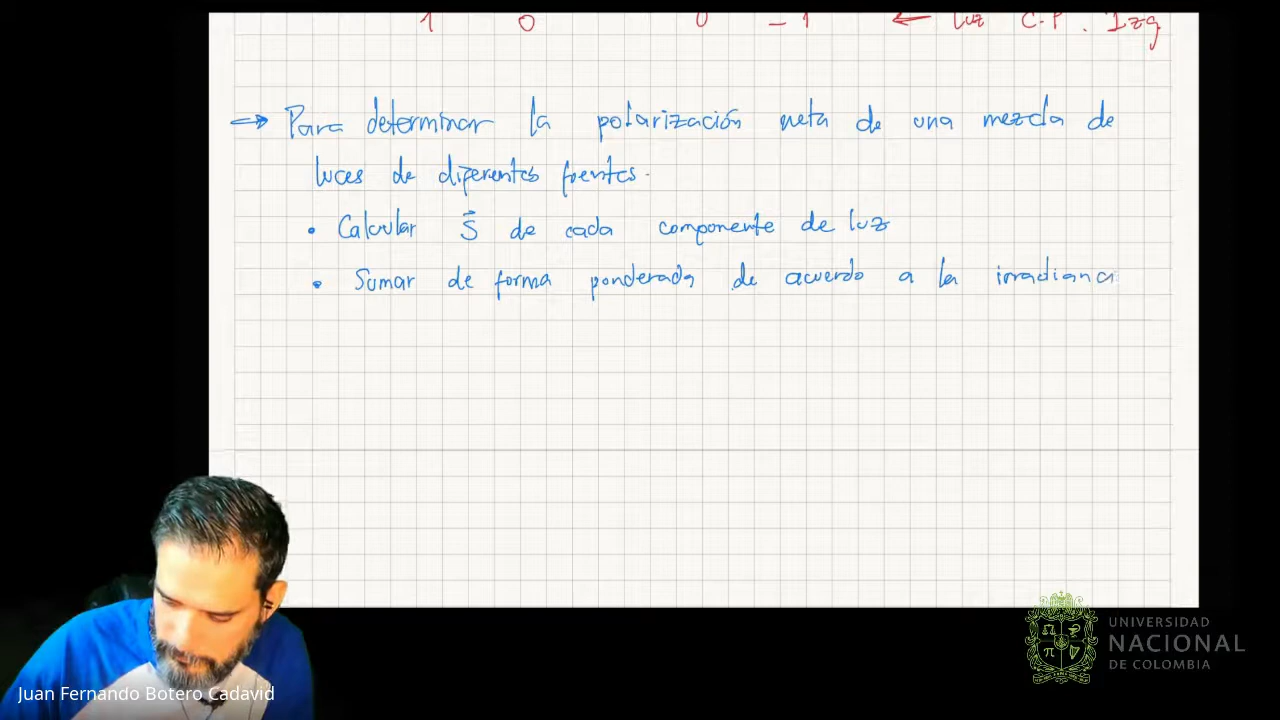 1 0 0 -1 ← luz C.P. Izq
⇒ Para determinar la polarización neta de una mezcla de
luces de diferentes fuentes.
• Calcular S⃗ de cada componente de luz
• Sumar de forma ponderada de acuerdo a la irradianci
UNIVERSIDAD
NACIONAL
DE COLOMBIA
Juan Fernando Botero Cadavid